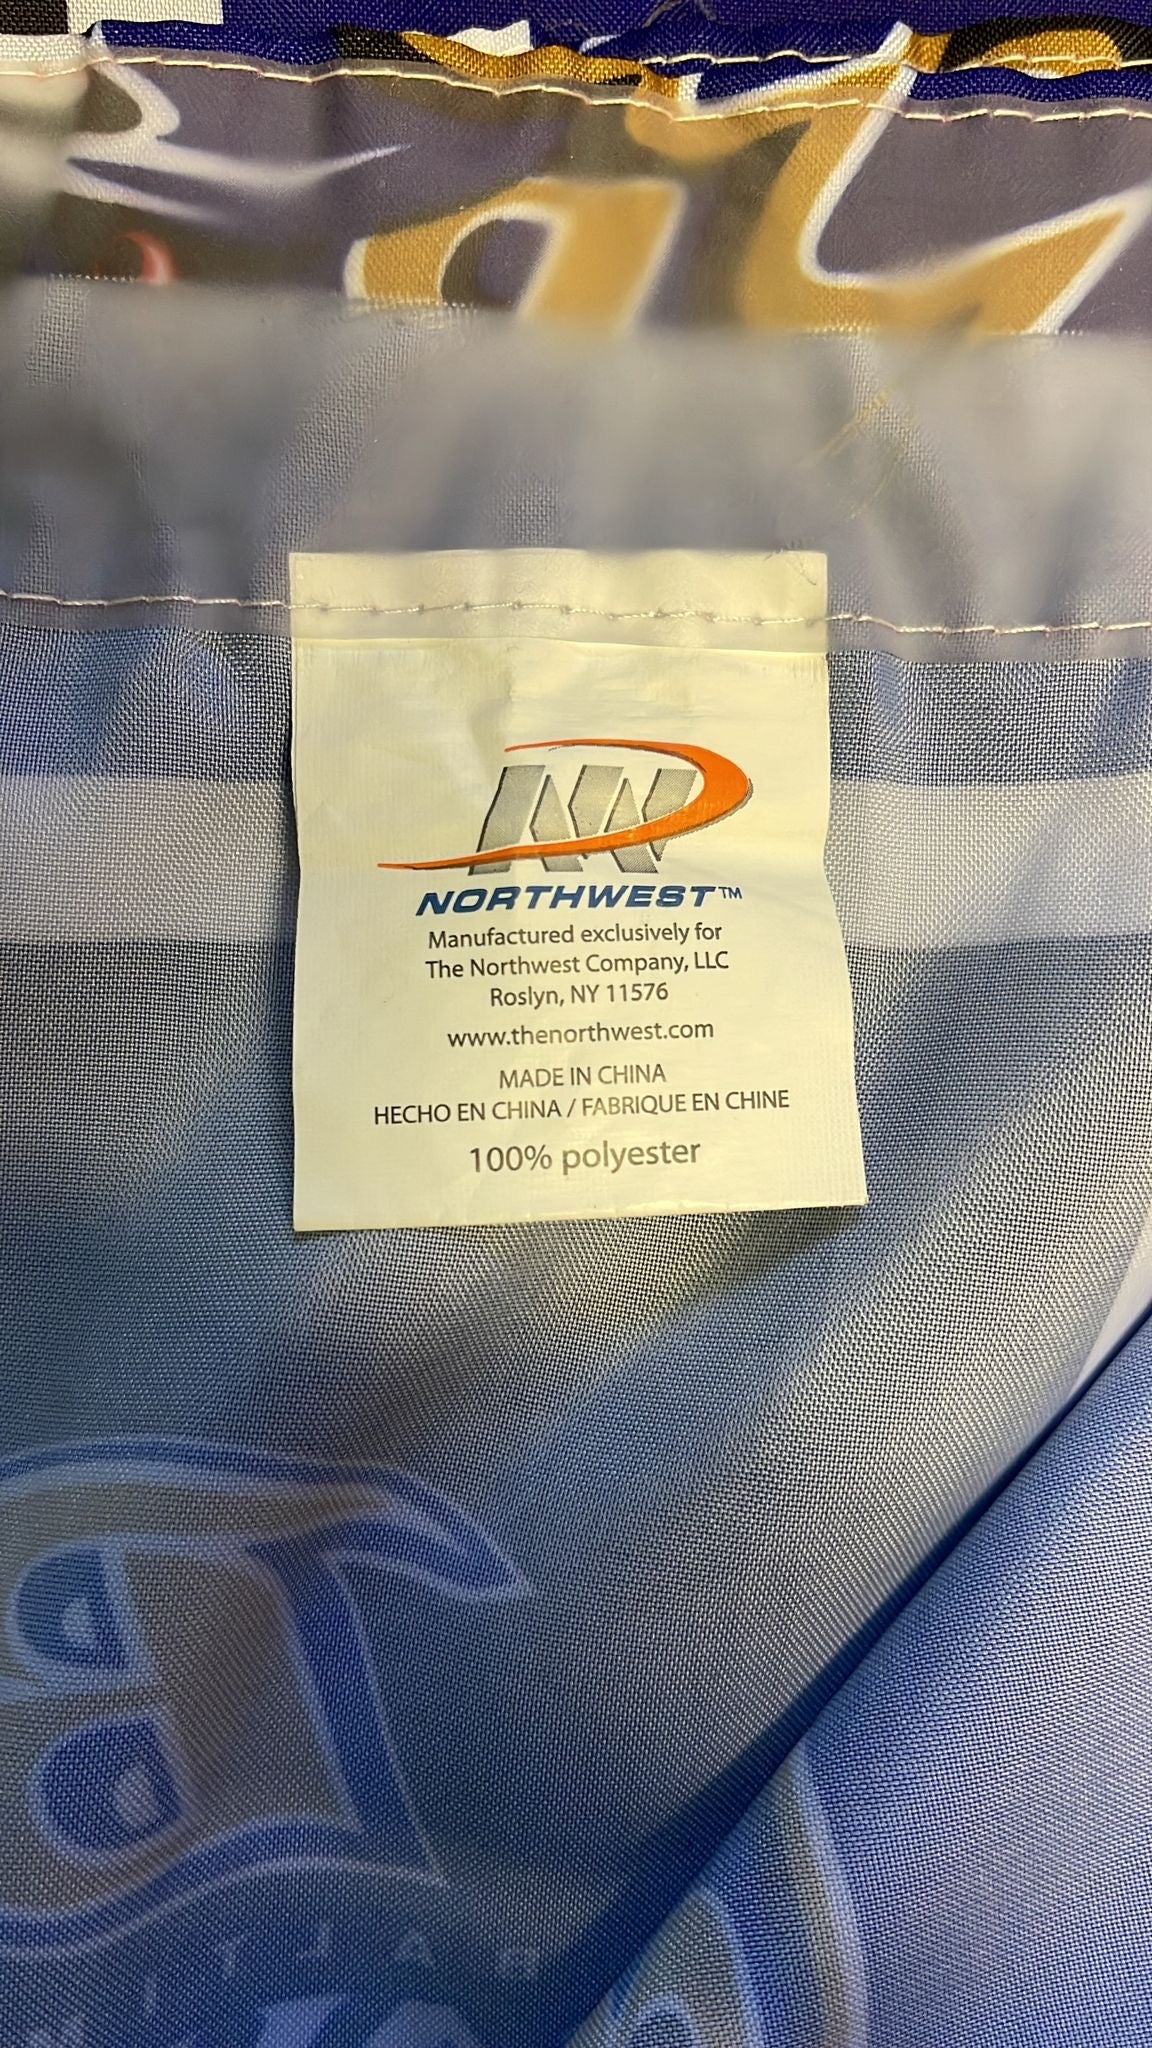 NORTHWEST™
Manufactured exclusively for
The Northwest Company, LLC
Roslyn, NY 11576
www.thenorthwest.com
MADE IN CHINA
HECHO EN CHINA / FABRIQUE EN CHINE
100% polyester